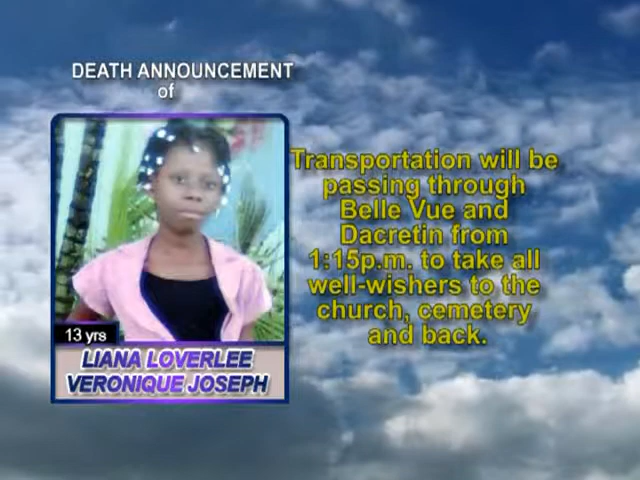 DEATH ANNOUNCEMENT
of
13 yrs
LIANA LOVERLEE
VERONIQUE JOSEPH
Transportation will be
passing through
Belle Vue and
Dacretin from
1:15p.m. to take all
well-wishers to the
church, cemetery
and back.